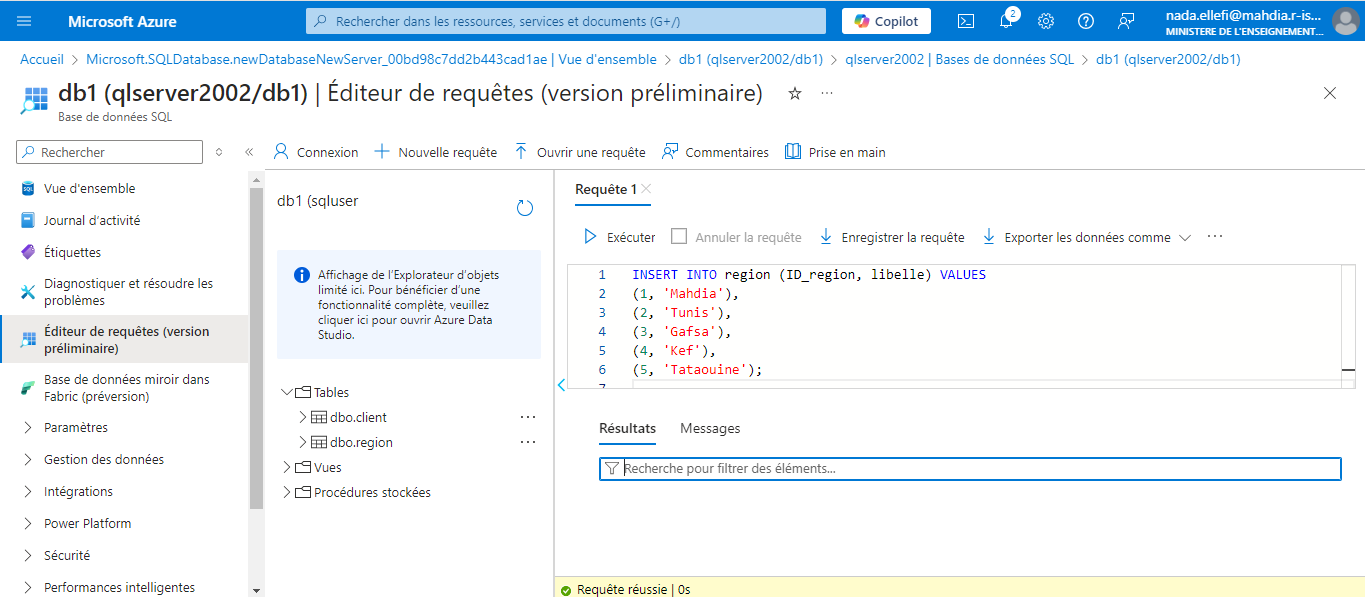 Microsoft Azure
Rechercher dans les ressources, services et documents (G+/)
Copilot
2
nada.ellefi@mahdia.r-is...
MINISTERE DE L'ENSEIGNEMENT...
Accueil > Microsoft.SQLDatabase.newDatabaseNewServer_00bd98c7dd2b443cad1ae | Vue d'ensemble > db1 (qlserver2002/db1) > qlserver2002 | Bases de données SQL > db1 (qlserver2002/db1)
db1 (qlserver2002/db1) | Éditeur de requêtes (version préliminaire)
Base de données SQL
Rechercher
Connexion
Nouvelle requête
Ouvrir une requête
Commentaires
Prise en main
Vue d'ensemble
Journal d'activité
Étiquettes
Diagnostiquer et résoudre les
problèmes
Éditeur de requêtes (version
préliminaire)
Base de données miroir dans
Fabric (préversion)
Paramètres
Gestion des données
Intégrations
Power Platform
Sécurité
Performances intelligentes
db1 (sqluser
Affichage de l'Explorateur d'objets
limité ici. Pour bénéficier d'une
fonctionnalité complète, veuillez
cliquer ici pour ouvrir Azure Data
Studio.
Tables
dbo.client
dbo.region
Vues
Procédures stockées
Requête 1
Exécuter
Annuler la requête
Enregistrer la requête
Exporter les données comme
1 INSERT INTO region (ID_region, libelle) VALUES
2 (1, 'Mahdia'),
3 (2, 'Tunis'),
4 (3, 'Gafsa'),
5 (4, 'Kef'),
6 (5, 'Tataouine');
7
Résultats
Messages
Recherche pour filtrer des éléments...
Requête réussie | 0s